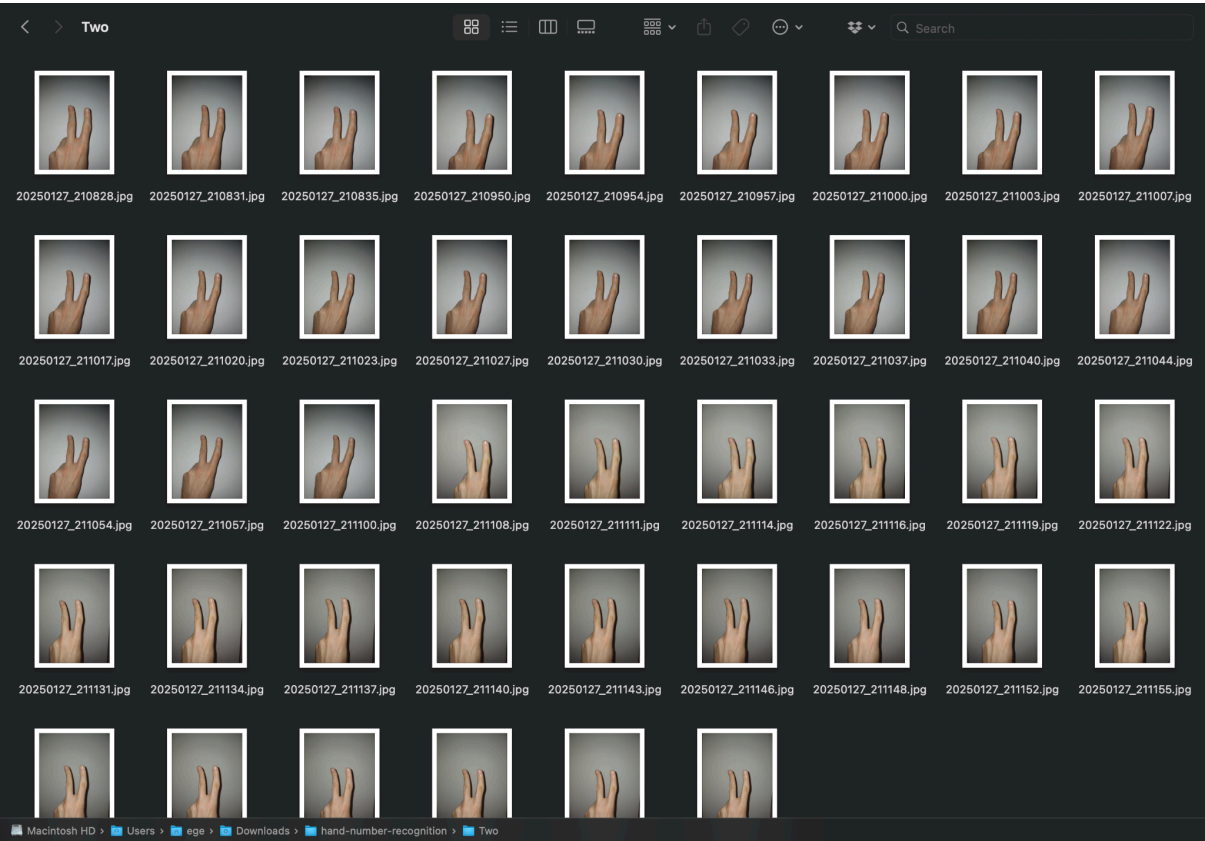 Two
Search
20250127_210828.jpg 20250127_210831.jpg 20250127_210835.jpg 20250127_210950.jpg 20250127_210954.jpg 20250127_210957.jpg 20250127_211000.jpg 20250127_211003.jpg 20250127_211007.jpg
20250127_211017.jpg 20250127_211020.jpg 20250127_211023.jpg 20250127_211027.jpg 20250127_211030.jpg 20250127_211033.jpg 20250127_211037.jpg 20250127_211040.jpg 20250127_211044.jpg
20250127_211054.jpg 20250127_211057.jpg 20250127_211100.jpg 20250127_211108.jpg 20250127_211111.jpg 20250127_211114.jpg 20250127_211116.jpg 20250127_211119.jpg 20250127_211122.jpg
20250127_211131.jpg 20250127_211134.jpg 20250127_211137.jpg 20250127_211140.jpg 20250127_211143.jpg 20250127_211146.jpg 20250127_211148.jpg 20250127_211152.jpg 20250127_211155.jpg
Macintosh HD › Users › ege › Downloads › hand-number-recognition › Two